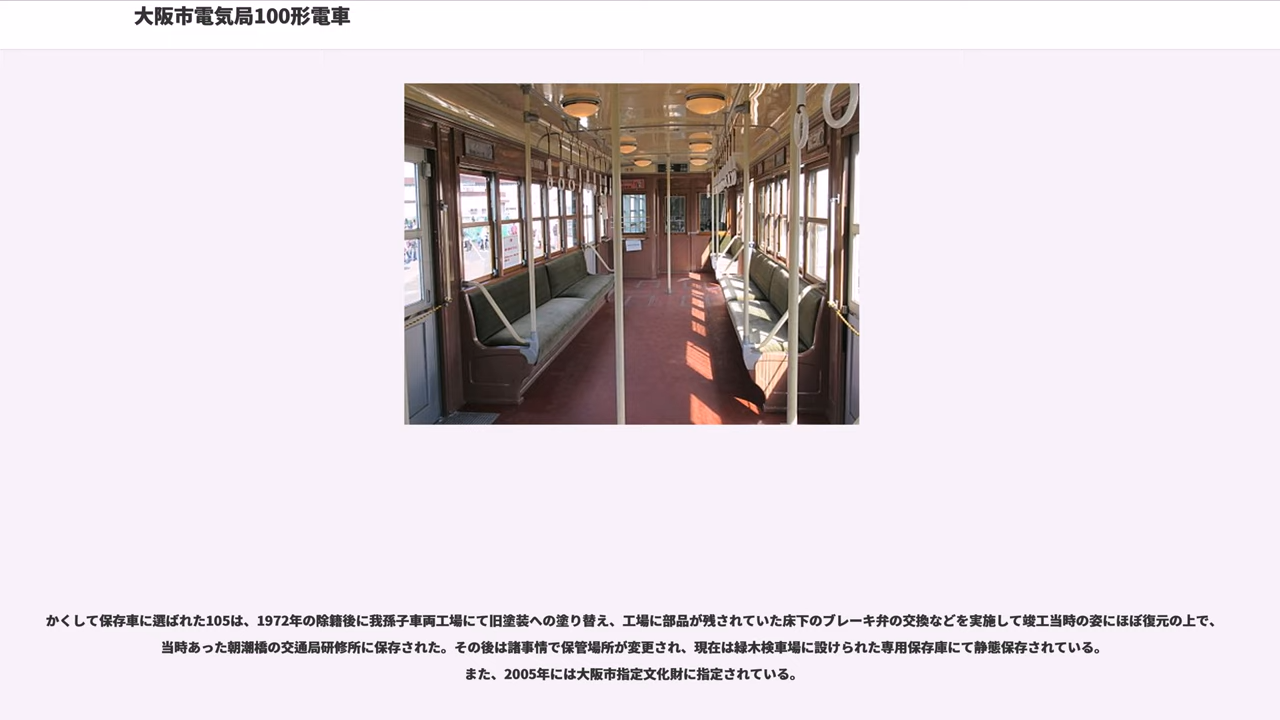 大阪市電気局100形電車
かくして保存車に選ばれた105は、1972年の除籍後に我孫子車両工場にて旧塗装への塗り替え、工場に部品が残されていた床下のブレーキ弁の交換などを実施して竣工当時の姿にほぼ復元の上で、
当時あった朝潮橋の交通局研修所に保存された。その後は諸事情で保管場所が変更され、現在は緑木検車場に設けられた専用保存庫にて静態保存されている。
また、2005年には大阪市指定文化財に指定されている。